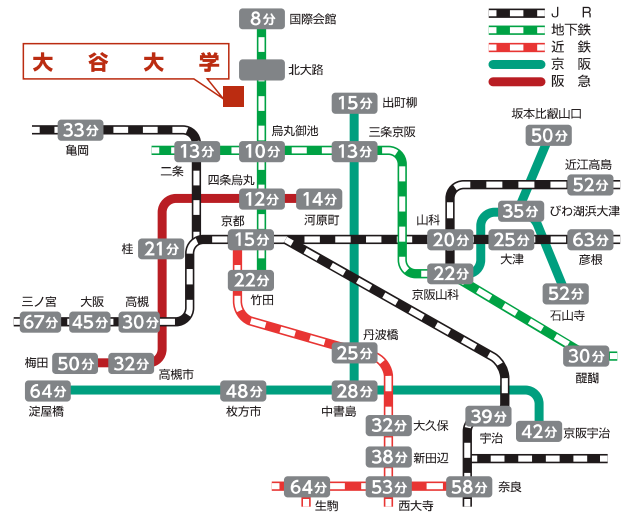 8分 国際会館
JR
地下鉄
近鉄
京阪
阪急
大谷大学
北大路
15分 出町柳
坂本比叡山口
50分
33分
亀岡
烏丸御池
三条京阪
13分
10分
13分
二条
近江高島
52分
四条烏丸
12分
14分
河原町
35分
びわ湖浜大津
京都
山科
桂
21分
15分
20分
25分
63分
大津
彦根
22分
竹田
22分
京阪山科
52分
石山寺
三ノ宮
大阪
高槻
67分
45分
30分
丹波橋
25分
30分
醍醐
梅田
50分
32分
高槻市
64分
48分
28分
淀屋橋
枚方市
中書島
39分
宇治
42分
京阪宇治
32分
大久保
38分
新田辺
64分
53分
58分
奈良
生駒
西大寺